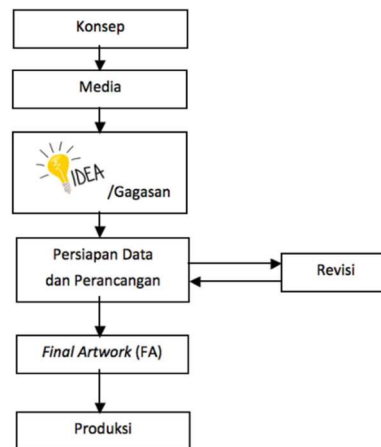 Konsep
Media
IDEA
/Gagasan
Persiapan Data
dan Perancangan
Revisi
Final Artwork (FA)
Produksi